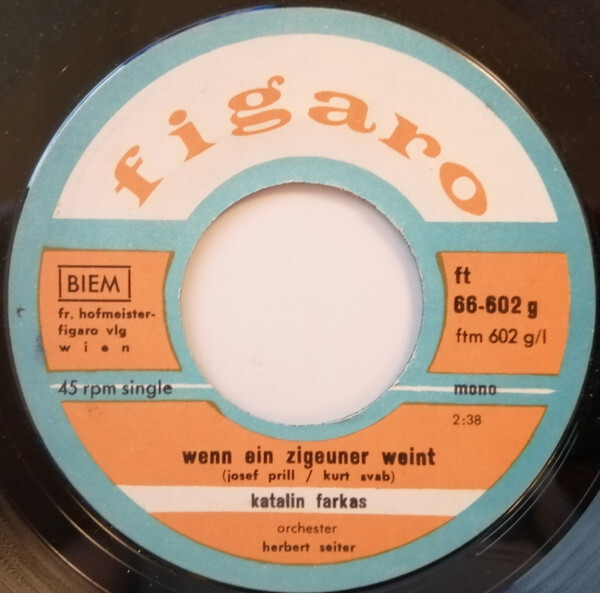 figaro
BIEM
fr. hofmeister-
figaro vlg
wien
ft
66-602 g
ftm 602 g/l
45 rpm single
mono
2:38
wenn ein zigeuner weint
(josef prill / kurt svab)
katalin farkas
orchester
herbert seiter